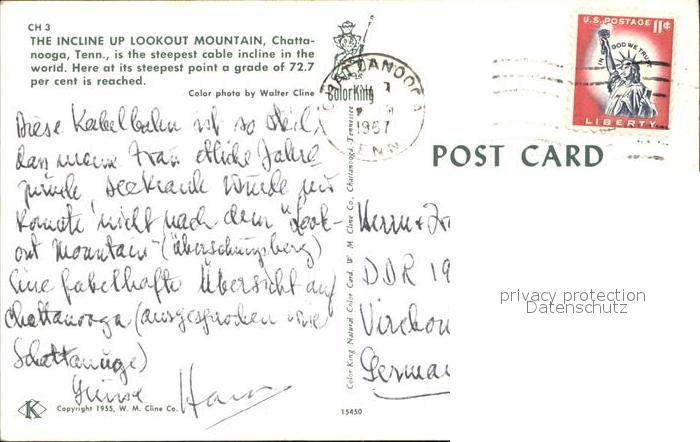 CH 3
THE INCLINE UP LOOKOUT MOUNTAIN, Chatta-
nooga, Tenn., is the steepest cable incline in the
world. Here at its steepest point a grade of 72.7
per cent is reached.
Color photo by Walter Cline
Diese Kabelbahn ist so steil,
dass meine Frau etliche Jahre
zurück, seekrank wurde und
konnte nicht nach dem "Look-
out Mountain" (überschungsberg)
Eine fabelhafte Übersicht auf
Chattanooga (ausgesprochen wie
Schattanuge)
Grüsse Hans
K
Copyright 1955, W. M. Cline Co.
ColorKing
CHATTANOOGA
1967
TENN
Color-King Natural Color Card, W. M. Cline Co., Chattanooga, Tennessee
15450
U.S. POSTAGE 11¢
IN GOD WE TRUST
LIBERTY
POST CARD
Herrn + Fr
DDR 19
Virchow
German
privacy protection
Datenschutz